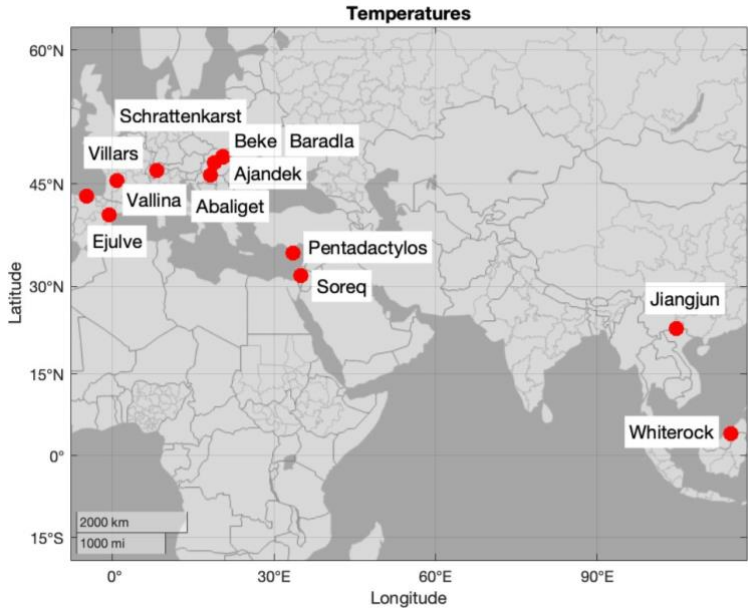 Temperatures
60°N
Schrattenkarst
Beke Baradla
Villars
Ajandek
45°N
Vallina
Abaliget
Ejulve
Pentadactylos
Soreq
30°N
Jiangjun
Latitude
15°N
Whiterock
0°
2000 km
1000 mi
15°S
0° 30°E 60°E 90°E
Longitude